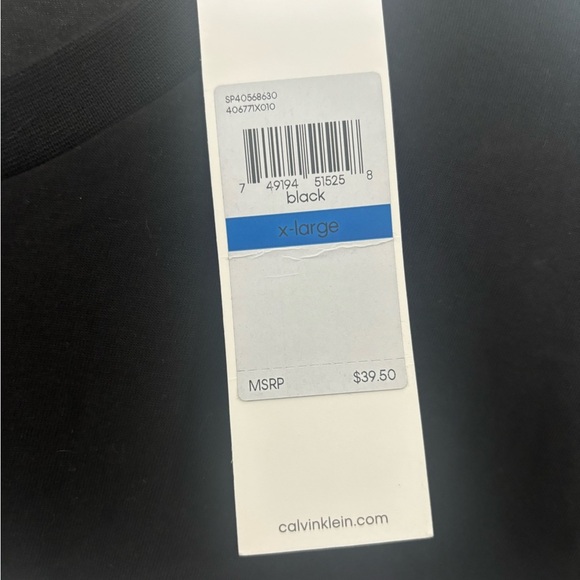 SP40568630
406771X010
7 49194 51525 8
black
x-large
MSRP $39.50
calvinklein.com